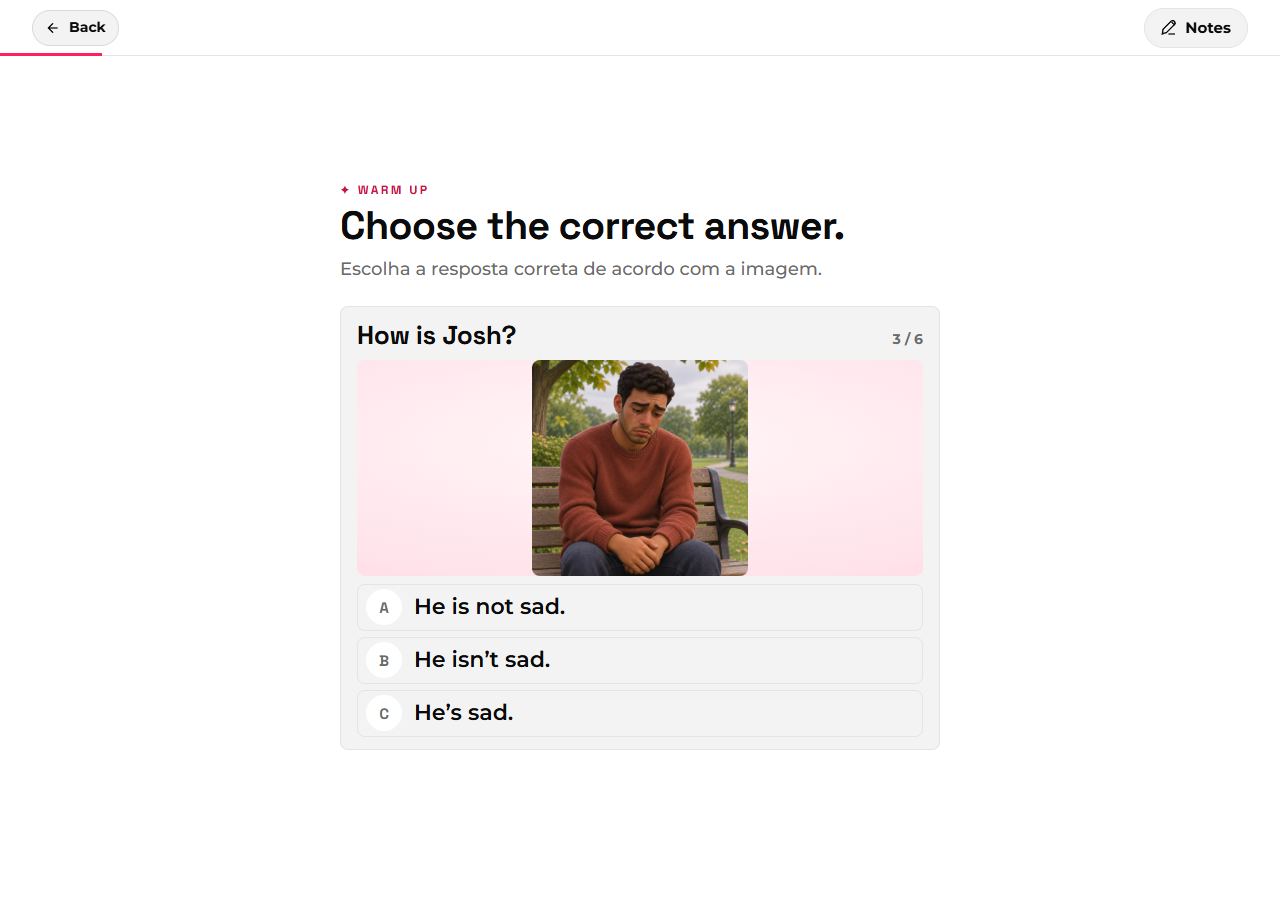 Back
Notes
WARM UP
Choose the correct answer.
Escolha a resposta correta de acordo com a imagem.
How is Josh?
3 / 6
A He is not sad.
B He isn’t sad.
C He’s sad.